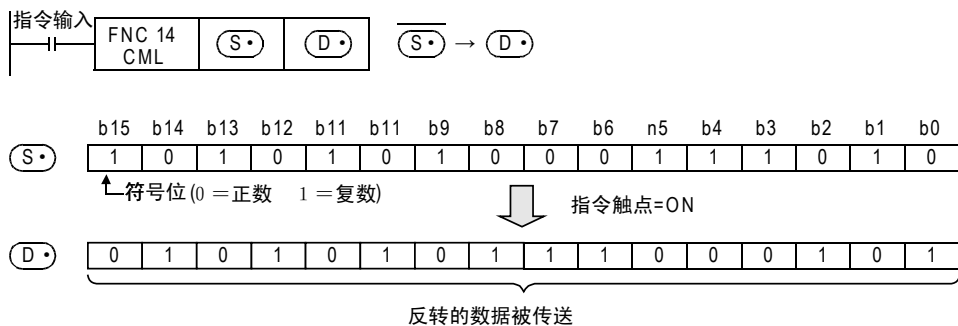 指令输入
FNC 14 CML S· D· S· → D·
b15 b14 b13 b12 b11 b11 b9 b8 b7 b6 n5 b4 b3 b2 b1 b0
S· 1 0 1 0 1 0 1 0 0 0 1 1 1 0 1 0
符号位(0 =正数 1 =复数)
指令触点=ON
D· 0 1 0 1 0 1 0 1 1 1 0 0 0 1 0 1
反转的数据被传送